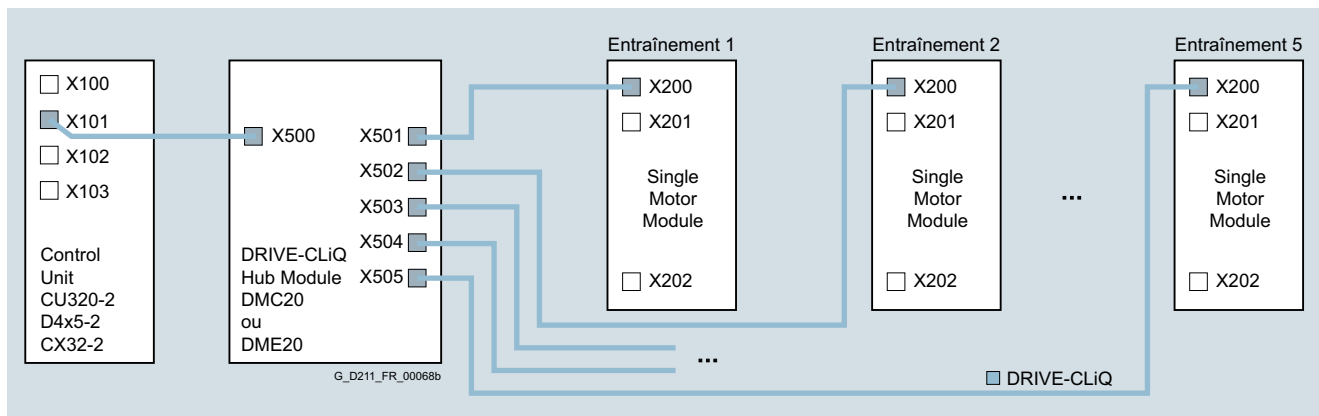 Entraînement 1
Entraînement 2
Entraînement 5
X100
X101
X102
X103
Control
Unit
CU320-2
D4x5-2
CX32-2
X500
X501
X502
X503
X504
X505
DRIVE-CLiQ
Hub Module
DMC20
ou
DME20
X200
X201
Single
Motor
Module
X202
X200
X201
Single
Motor
Module
X202
...
X200
X201
Single
Motor
Module
X202
...
G_D211_FR_00068b
DRIVE-CLiQ